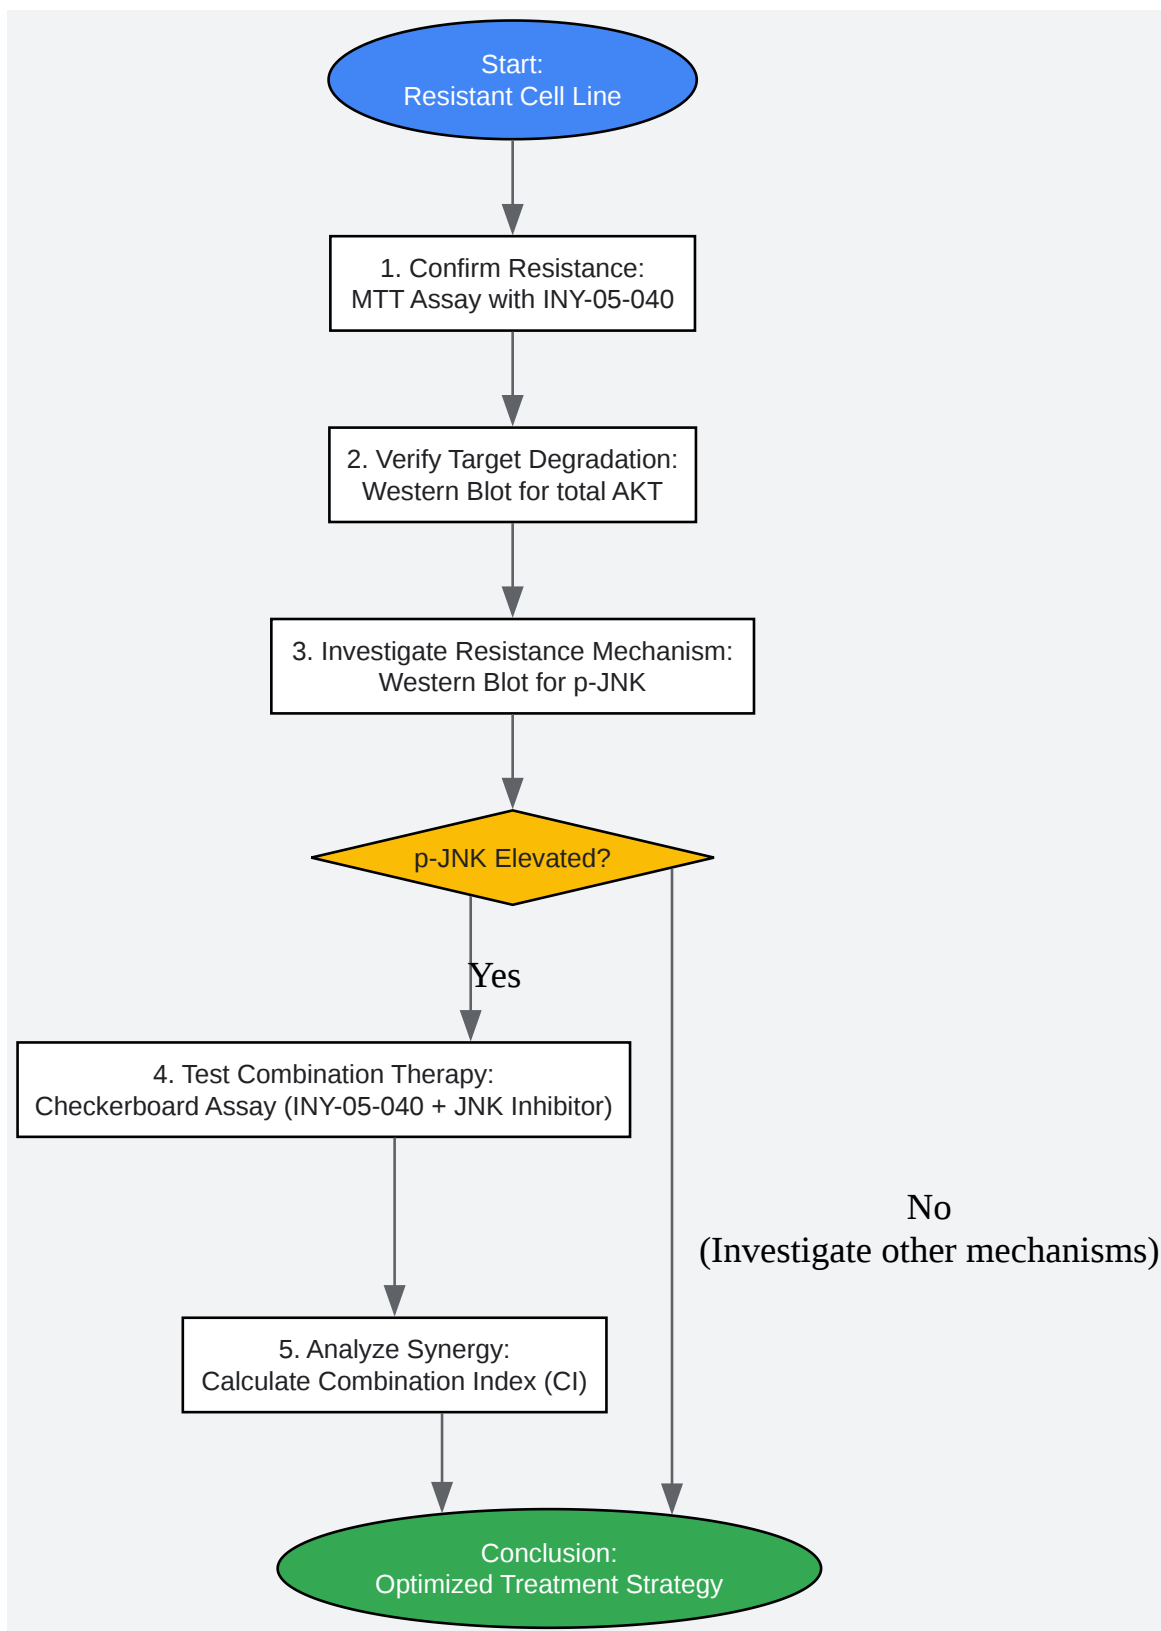 Start:
Resistant Cell Line
1. Confirm Resistance:
MTT Assay with INY-05-040
2. Verify Target Degradation:
Western Blot for total AKT
3. Investigate Resistance Mechanism:
Western Blot for p-JNK
p-JNK Elevated?
Yes
4. Test Combination Therapy:
Checkerboard Assay (INY-05-040 + JNK Inhibitor)
No
(Investigate other mechanisms)
5. Analyze Synergy:
Calculate Combination Index (CI)
Conclusion:
Optimized Treatment Strategy